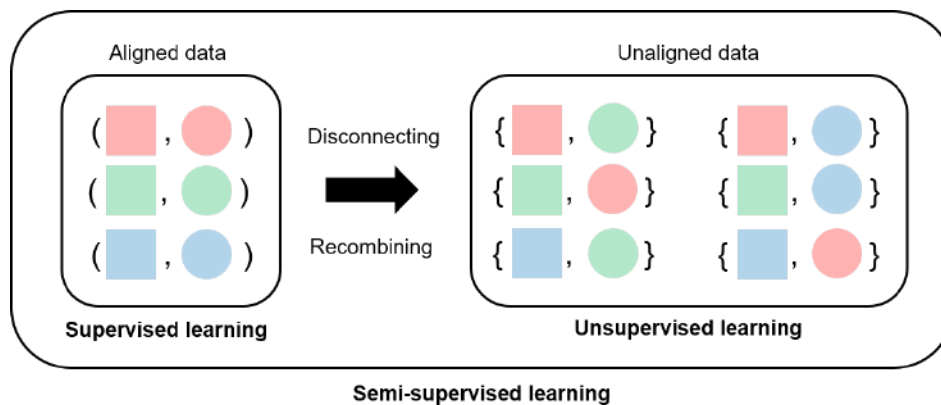 Aligned data
Unaligned data
( , )
{ , }
{ , }
Disconnecting
( , )
{ , }
{ , }
Recombining
( , )
{ , }
{ , }
Supervised learning
Unsupervised learning
Semi-supervised learning